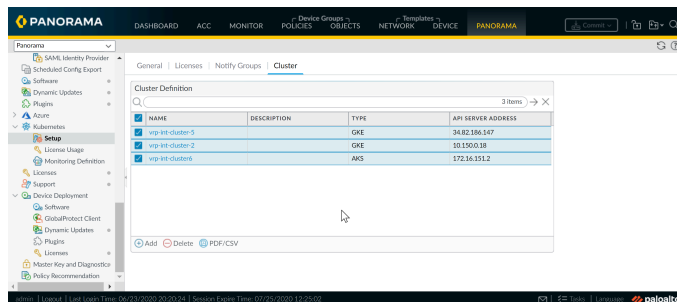 PANORAMA
DASHBOARD ACC MONITOR POLICIES OBJECTS NETWORK DEVICE PANORAMA
Device Groups
Templates
Commit
Panorama
SAML Identity Provider
Scheduled Config Export
Software
Dynamic Updates
Plugins
Azure
Kubernetes
Setup
License Usage
Monitoring Definition
Licenses
Support
Device Deployment
Software
GlobalProtect Client
Dynamic Updates
Plugins
Licenses
Master Key and Diagnostics
Policy Recommendation
General | Licenses | Notify Groups | Cluster
Cluster Definition
3 items
NAME DESCRIPTION TYPE API SERVER ADDRESS
vrp-int-cluster-5 GKE 34.82.186.147
vrp-int-cluster-2 GKE 10.150.0.18
vrp-int-cluster6 AKS 172.16.151.2
Add Delete PDF/CSV
admin | Logout | Last Login Time: 06/23/2020 20:20:24 | Session Expire Time: 07/25/2020 12:25:02
Tasks | Language
paloalto